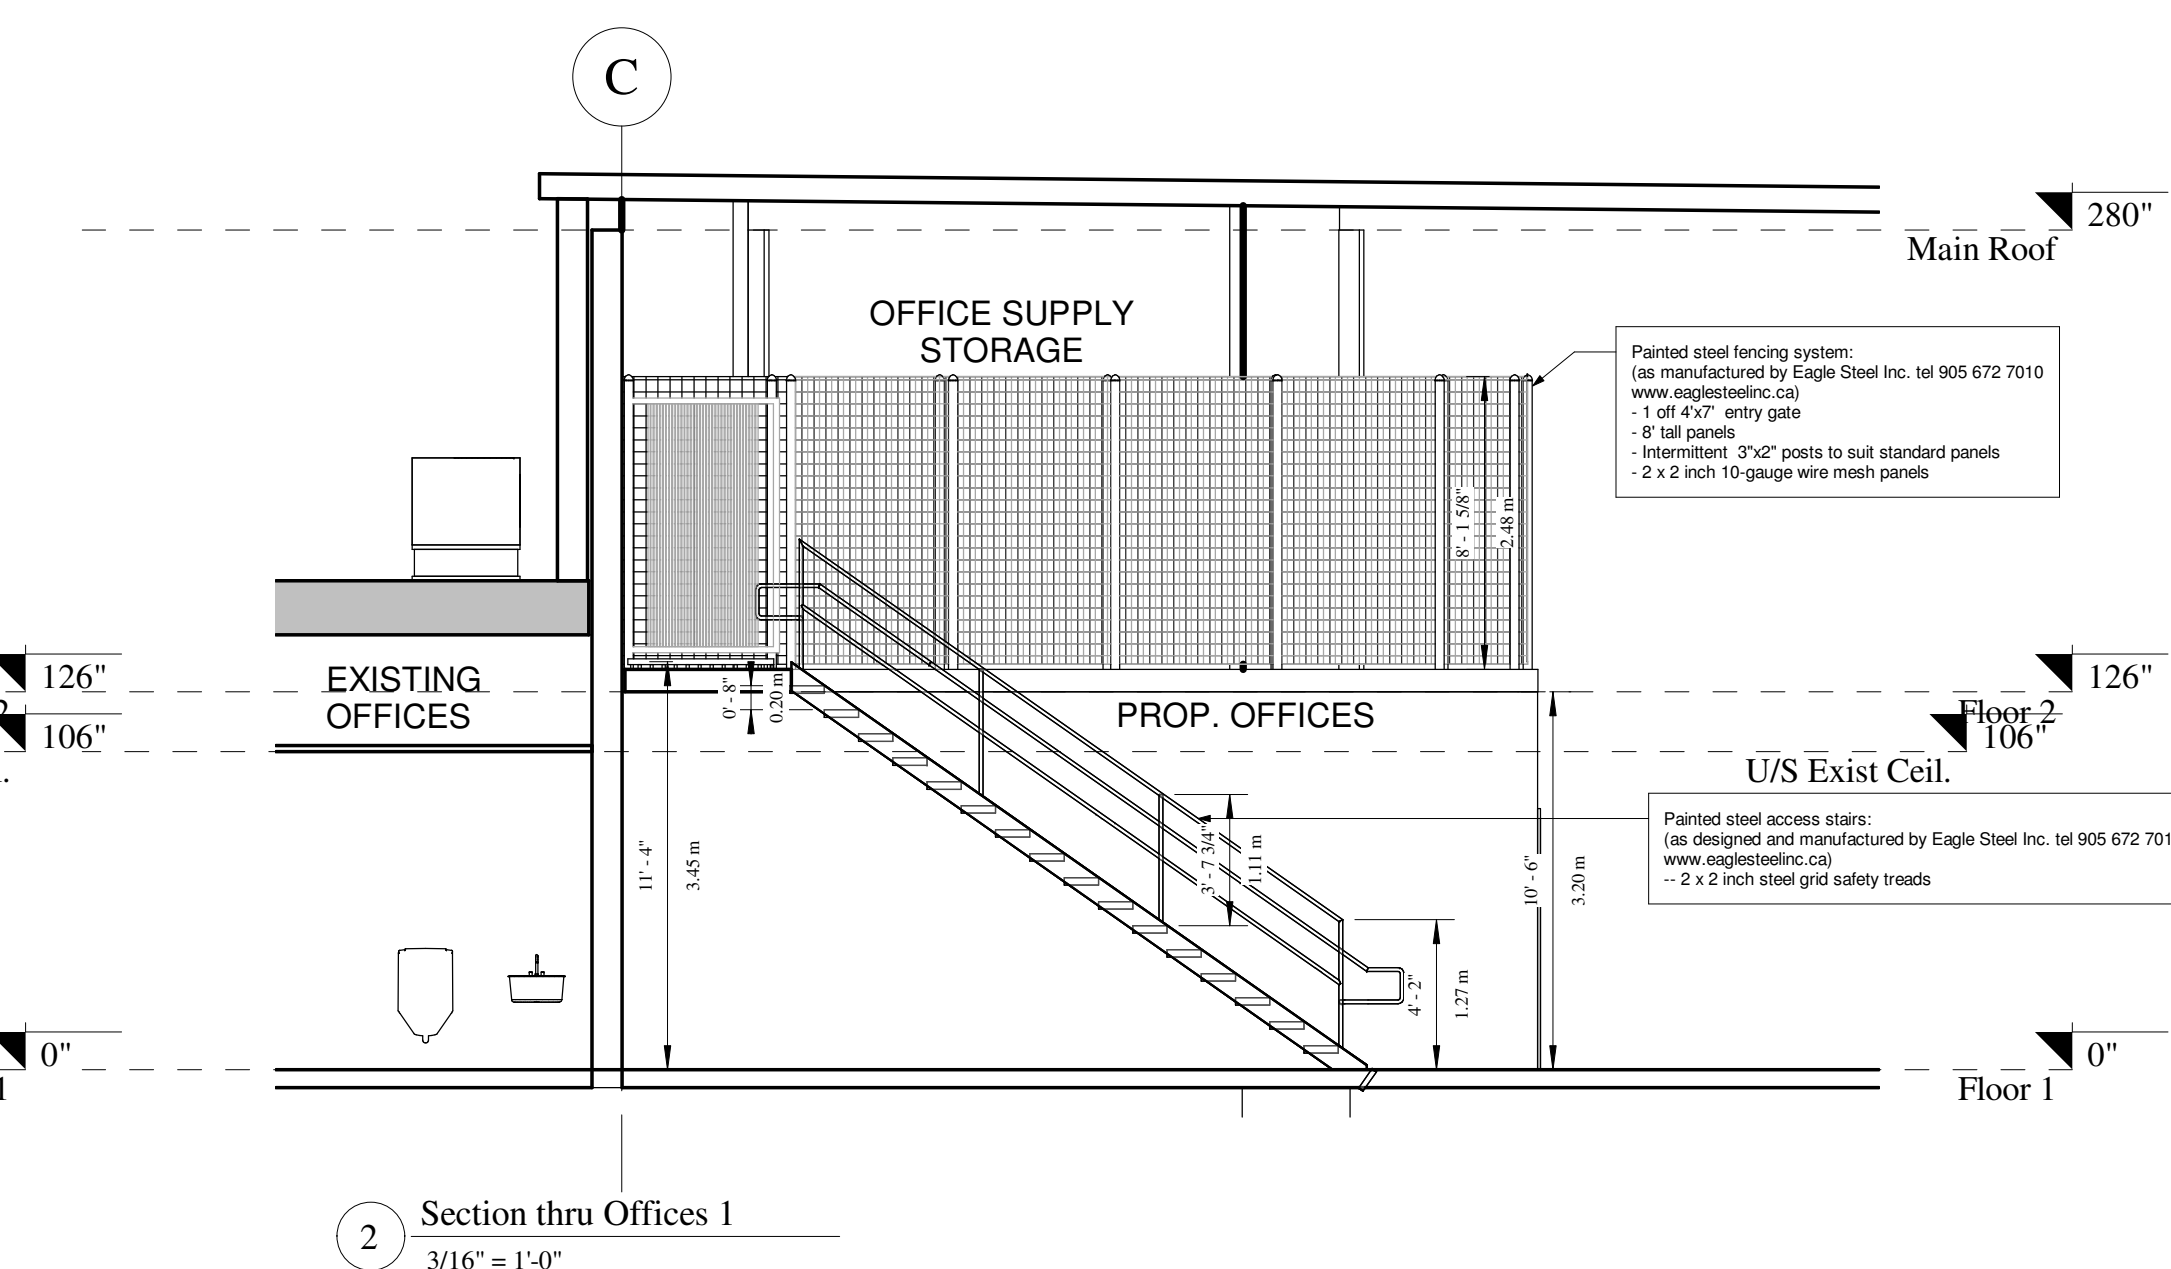 C
280"
Main Roof
OFFICE SUPPLY
STORAGE
Painted steel fencing system:
(as manufactured by Eagle Steel Inc. tel 905 672 7010
www.eaglesteelinc.ca)
- 1 off 4'x7' entry gate
- 8' tall panels
- Intermittent 3"x2" posts to suit standard panels
- 2 x 2 inch 10-gauge wire mesh panels
8' - 1 5/8"
2.48 m
126"
EXISTING
OFFICES
0' - 8"
0.20 m
PROP. OFFICES
126"
Floor 2
2
106"
106"
U/S Exist Ceil.
Painted steel access stairs:
(as designed and manufactured by Eagle Steel Inc. tel 905 672 701
www.eaglesteelinc.ca)
-- 2 x 2 inch steel grid safety treads
11' - 4"
3.45 m
3' - 7 3/4"
1.11 m
10' - 6"
3.20 m
4' - 2"
1.27 m
0"
1
0"
Floor 1
2
Section thru Offices 1
3/16" = 1'-0"